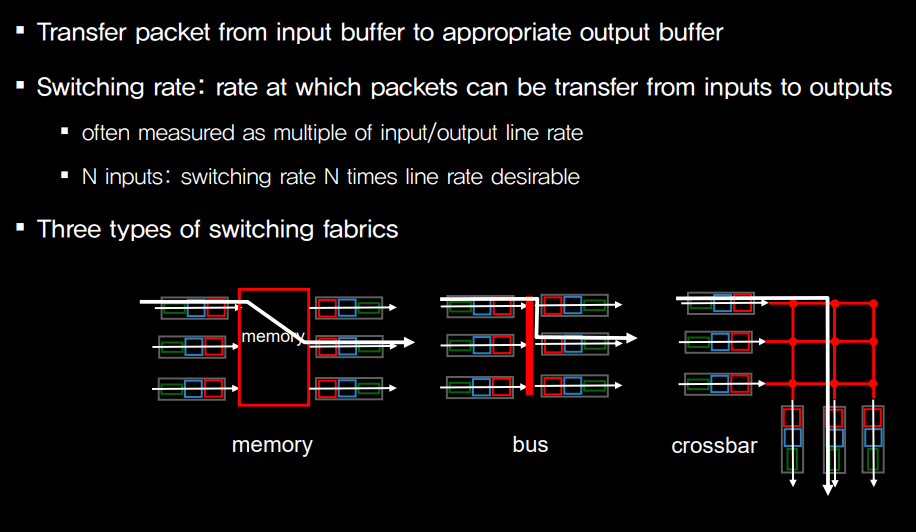 Transfer packet from input buffer to appropriate output buffer
Switching rate: rate at which packets can be transfer from inputs to outputs
often measured as multiple of input/output line rate
N inputs: switching rate N times line rate desirable
Three types of switching fabrics
memory
memory
bus
crossbar